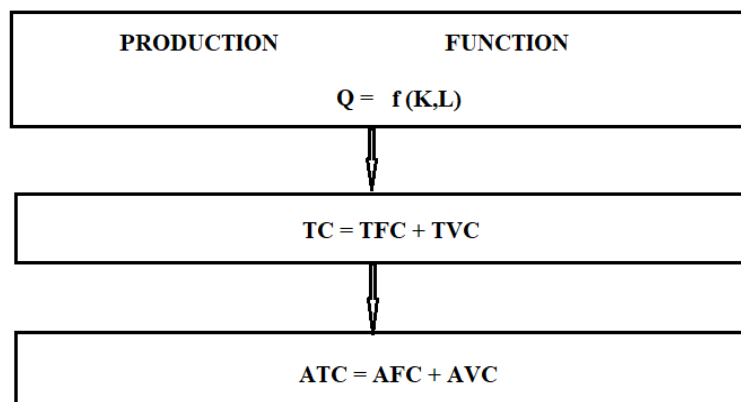 PRODUCTION FUNCTION
Q = f (K,L)
TC = TFC + TVC
ATC = AFC + AVC